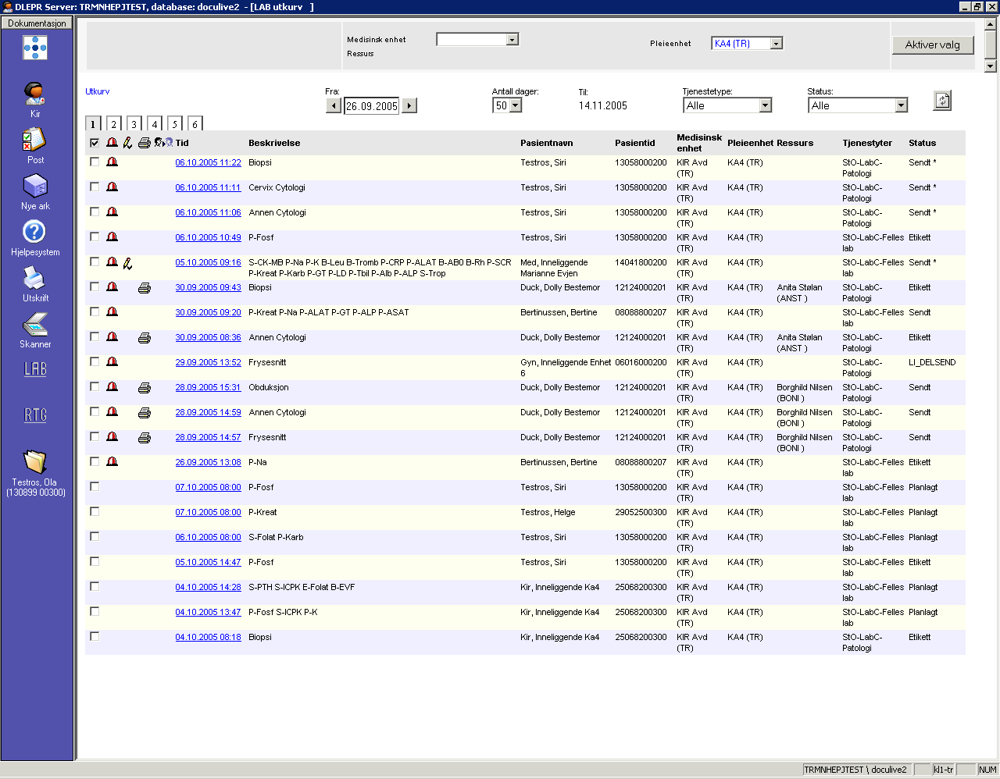 DLEPR Server: TRMNHEPJTEST, database: doculive2 - [LAB utkurv ]
Dokumentasjon
Kir
Post
Nye ark
Hjelpesystem
Utskrift
Skanner
LAB
RTG
Testros, Ola
(130899 00300)
Medisinsk enhet
Ressurs
Pleieenhet KA4 (TR)
Aktiver valg
Utkurv
Fra: Antall dager: Til: Tjenestetype: Status:
26.09.2005 50 14.11.2005 Alle Alle
1 2 3 4 5 6
Tid Beskrivelse Pasientnavn Pasientid Medisinsk enhet Pleieenhet Ressurs Tjenestyter Status
06.10.2005 11:22 Biopsi Testros, Siri 13058000200 KIR Avd (TR) KA4 (TR) StO-LabC-Patologi Sendt *
06.10.2005 11:11 Cervix Cytologi Testros, Siri 13058000200 KIR Avd (TR) KA4 (TR) StO-LabC-Patologi Sendt *
06.10.2005 11:06 Annen Cytologi Testros, Siri 13058000200 KIR Avd (TR) KA4 (TR) StO-LabC-Patologi Sendt *
06.10.2005 10:49 P-Fosf Testros, Siri 13058000200 KIR Avd (TR) KA4 (TR) StO-LabC-Felles lab Etikett
05.10.2005 09:16 S-CK-MB P-Na P-K B-Leu B-Tromb P-CRP P-ALAT B-AB0 B-Rh P-SCR P-Kreat P-Karb P-GT P-LD P-Tbil P-Alb P-ALP S-Trop Med, Inneliggende Marianne Evjen 14041800200 KIR Avd (TR) KA4 (TR) StO-LabC-Felles lab Sendt *
30.09.2005 09:43 Biopsi Duck, Dolly Bestemor 12124000201 KIR Avd (TR) KA4 (TR) Anita Stølan (ANST ) StO-LabC-Patologi Etikett
30.09.2005 09:20 P-Kreat P-Na P-ALAT P-GT P-ALP P-ASAT Bertinussen, Bertine 08088800207 KIR Avd (TR) KA4 (TR) StO-LabC-Felles lab Sendt
30.09.2005 08:36 Annen Cytologi Duck, Dolly Bestemor 12124000201 KIR Avd (TR) KA4 (TR) Anita Stølan (ANST ) StO-LabC-Patologi Etikett
29.09.2005 13:52 Frysesnitt Gyn, Inneliggende Enhet 6 06016000200 KIR Avd (TR) KA4 (TR) StO-LabC-Patologi LI_DELSEND
28.09.2005 15:31 Obduksjon Duck, Dolly Bestemor 12124000201 KIR Avd (TR) KA4 (TR) Borghild Nilsen (BONI ) StO-LabC-Patologi Sendt
28.09.2005 14:59 Annen Cytologi Duck, Dolly Bestemor 12124000201 KIR Avd (TR) KA4 (TR) Borghild Nilsen (BONI ) StO-LabC-Patologi Sendt
28.09.2005 14:57 Frysesnitt Duck, Dolly Bestemor 12124000201 KIR Avd (TR) KA4 (TR) Borghild Nilsen (BONI ) StO-LabC-Patologi Sendt
26.09.2005 13:08 P-Na Bertinussen, Bertine 08088800207 KIR Avd (TR) KA4 (TR) StO-LabC-Felles lab Etikett
07.10.2005 08:00 P-Fosf Testros, Siri 13058000200 KIR Avd (TR) KA4 (TR) StO-LabC-Felles lab Planlagt
07.10.2005 08:00 P-Kreat Testros, Helge 29052500300 KIR Avd (TR) KA4 (TR) StO-LabC-Felles lab Planlagt
06.10.2005 08:00 S-Folat P-Karb Testros, Siri 13058000200 KIR Avd (TR) KA4 (TR) StO-LabC-Felles lab Planlagt
05.10.2005 14:47 P-Fosf Testros, Siri 13058000200 KIR Avd (TR) KA4 (TR) StO-LabC-Felles lab Etikett
04.10.2005 14:28 S-PTH S-ICPK E-Folat B-EVF Kir, Inneliggende Ka4 25068200300 KIR Avd (TR) KA4 (TR) StO-LabC-Felles lab Planlagt
04.10.2005 13:47 P-Fosf S-ICPK P-K Kir, Inneliggende Ka4 25068200300 KIR Avd (TR) KA4 (TR) StO-LabC-Felles lab Planlagt
04.10.2005 08:18 Biopsi Kir, Inneliggende Ka4 25068200300 KIR Avd (TR) KA4 (TR) StO-LabC-Patologi Etikett
TRMNHEPJTEST \ doculive2 kl1-tr NUM